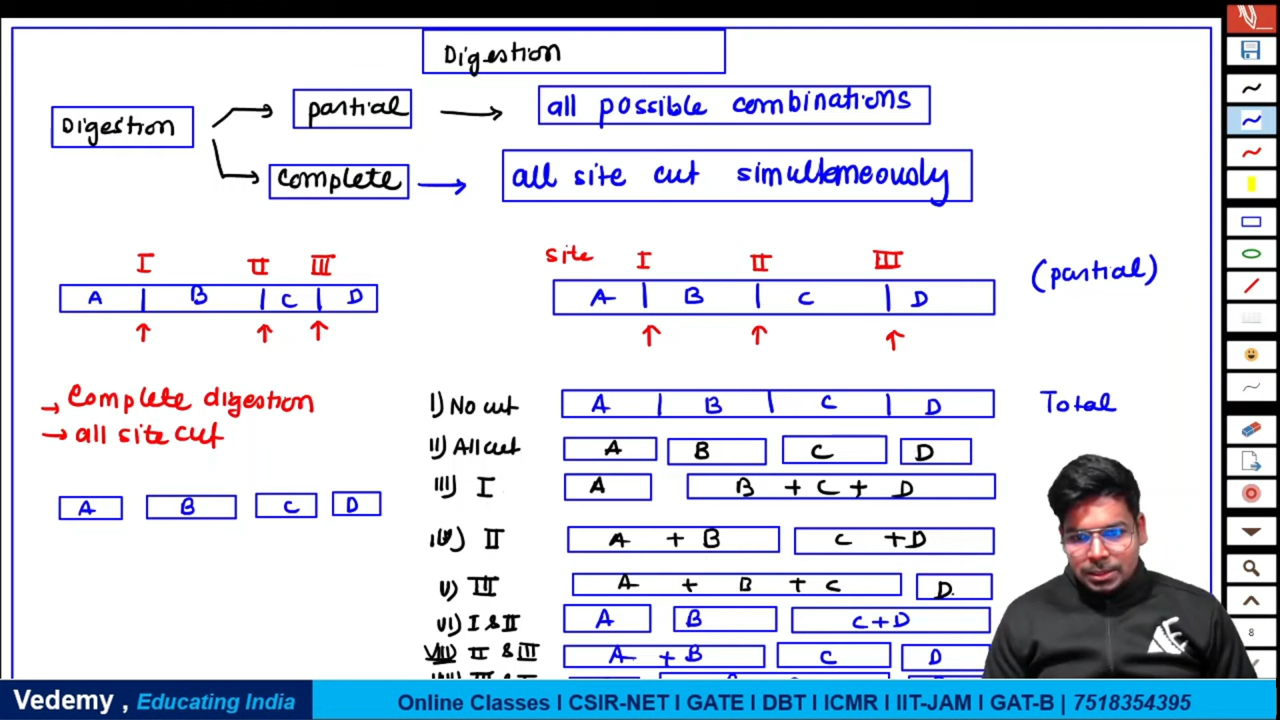 Digestion
Digestion
partial
all possible combinations
complete
all site cut simultemeously
I II III
A B C D
site I II III
A B C D
(partial)
→ Complete digestion
→ all site cut
A B C D
I) No cut A B C D Total
II) All cut A B C D
III) I A B + C + D
IV) II A + B C + D
V) III A + B + C D
VI) I & II A B C + D
VII) II & III A + B C D
8
Vedemy , Educating India
Online Classes I CSIR-NET I GATE I DBT I ICMR I IIT-JAM I GAT-B | 7518354395